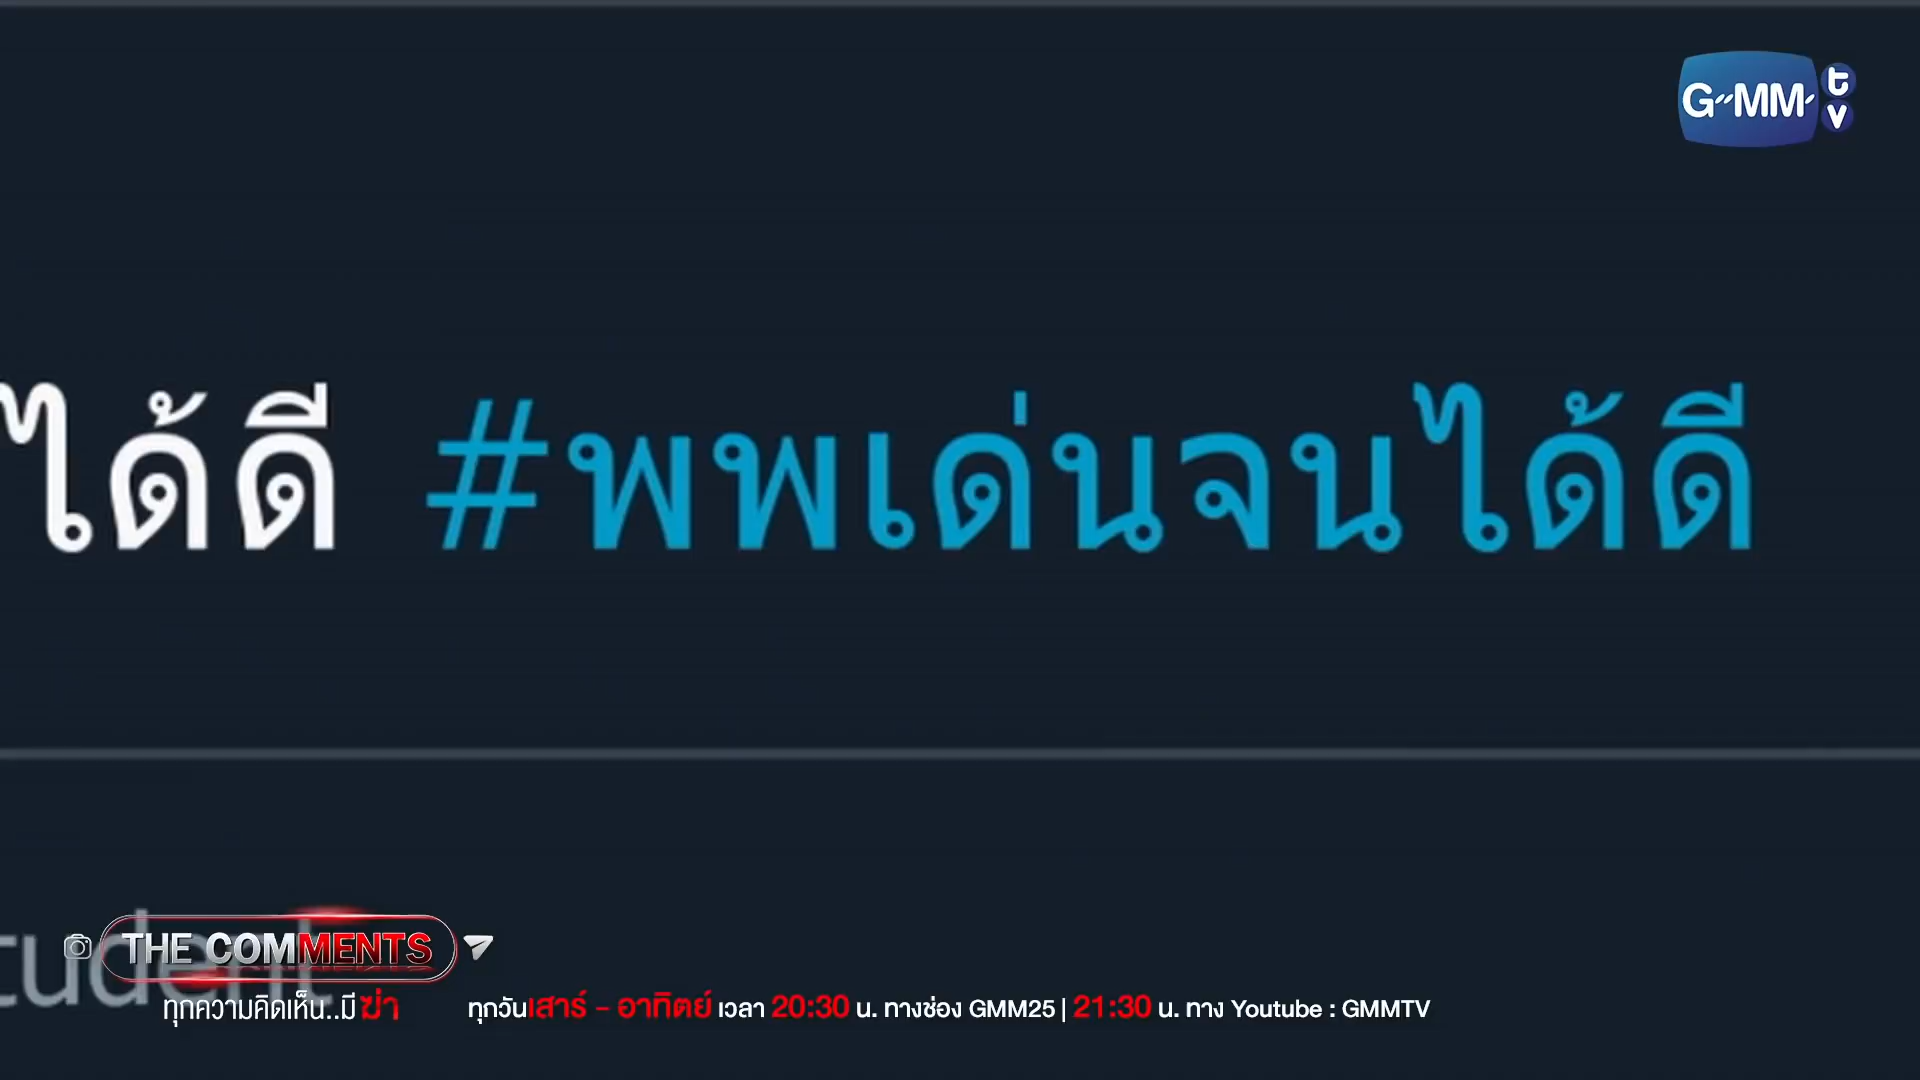 G-MM-tv
ได้ดี #พพเด่นจนได้ดี
tudent
THE COMMENTS
ทุกความคิดเห็น..มี ฆ่า
ทุกวันเสาร์ - อาทิตย์ เวลา 20:30 น. ทางช่อง GMM25 | 21:30 น. ทาง Youtube : GMMTV